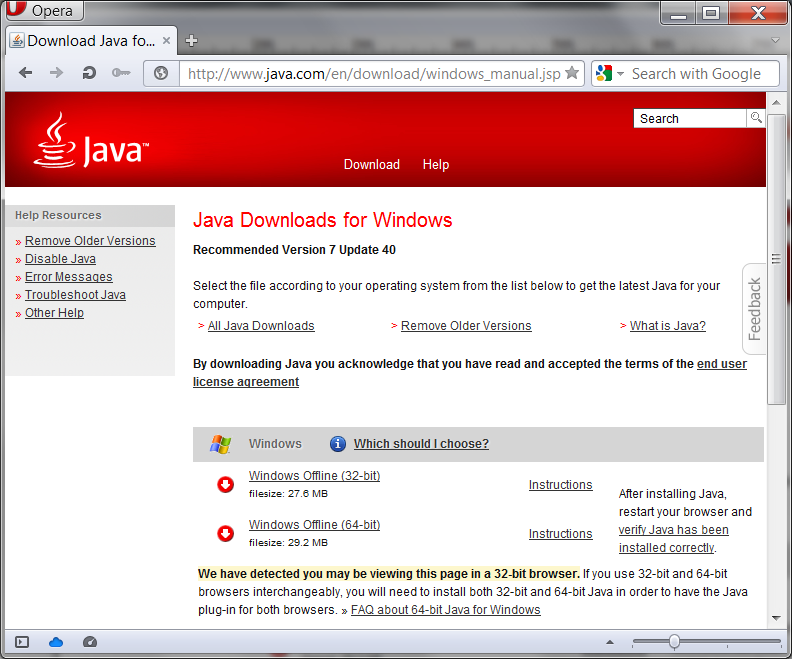 Opera
Download Java fo...
http://www.java.com/en/download/windows_manual.jsp
Search with Google
Java™
Search
Download Help
Help Resources
» Remove Older Versions
» Disable Java
» Error Messages
» Troubleshoot Java
» Other Help
Java Downloads for Windows
Recommended Version 7 Update 40
Select the file according to your operating system from the list below to get the latest Java for your
computer.
> All Java Downloads > Remove Older Versions > What is Java?
By downloading Java you acknowledge that you have read and accepted the terms of the end user
license agreement
Feedback
Windows Which should I choose?
Windows Offline (32-bit)
filesize: 27.6 MB
Instructions
Windows Offline (64-bit)
filesize: 29.2 MB
Instructions
After installing Java,
restart your browser and
verify Java has been
installed correctly.
We have detected you may be viewing this page in a 32-bit browser. If you use 32-bit and 64-bit
browsers interchangeably, you will need to install both 32-bit and 64-bit Java in order to have the Java
plug-in for both browsers. » FAQ about 64-bit Java for Windows